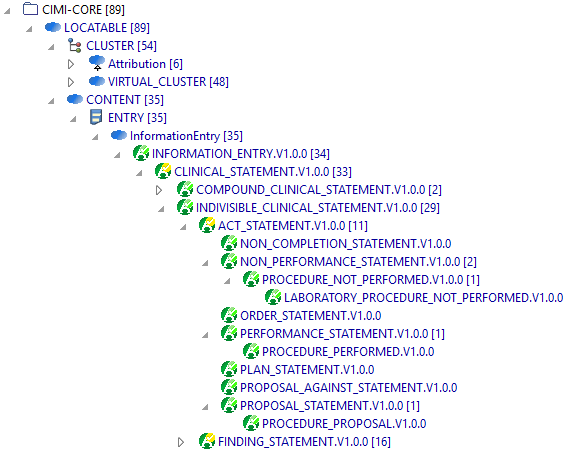 CIMI-CORE [89]
LOCATABLE [89]
CLUSTER [54]
Attribution [6]
VIRTUAL_CLUSTER [48]
CONTENT [35]
ENTRY [35]
InformationEntry [35]
INFORMATION_ENTRY.V1.0.0 [34]
CLINICAL_STATEMENT.V1.0.0 [33]
COMPOUND_CLINICAL_STATEMENT.V1.0.0 [2]
INDIVISIBLE_CLINICAL_STATEMENT.V1.0.0 [29]
ACT_STATEMENT.V1.0.0 [11]
NON_COMPLETION_STATEMENT.V1.0.0
NON_PERFORMANCE_STATEMENT.V1.0.0 [2]
PROCEDURE_NOT_PERFORMED.V1.0.0 [1]
LABORATORY_PROCEDURE_NOT_PERFORMED.V1.0.0
ORDER_STATEMENT.V1.0.0
PERFORMANCE_STATEMENT.V1.0.0 [1]
PROCEDURE_PERFORMED.V1.0.0
PLAN_STATEMENT.V1.0.0
PROPOSAL_AGAINST_STATEMENT.V1.0.0
PROPOSAL_STATEMENT.V1.0.0 [1]
PROCEDURE_PROPOSAL.V1.0.0
FINDING_STATEMENT.V1.0.0 [16]